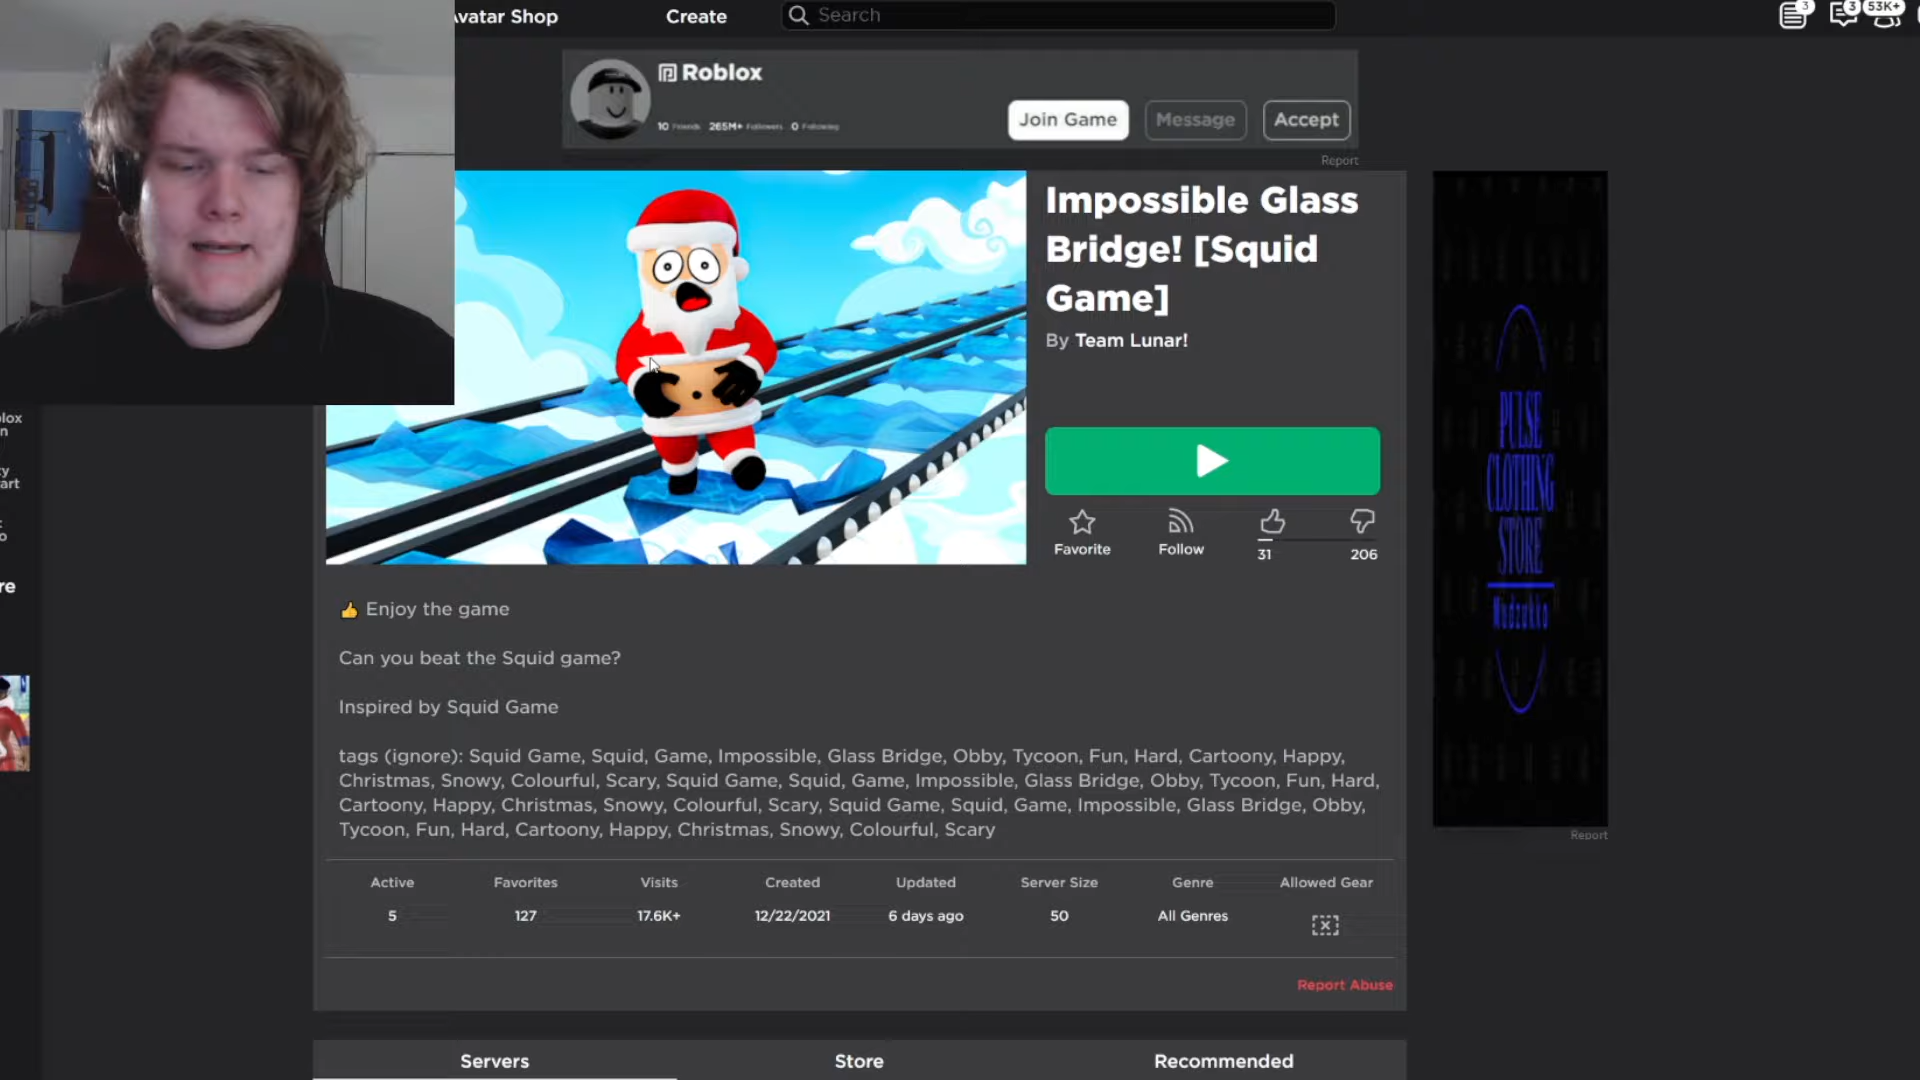 Avatar Shop
Create
Search
3
3
53K+
Roblox
10 Friends 265M+ Followers 0 Following
Join Game
Message
Accept
Report
Impossible Glass
Bridge! [Squid
Game]
By Team Lunar!
Favorite
Follow
31
206
👍 Enjoy the game
Can you beat the Squid game?
Inspired by Squid Game
tags (ignore): Squid Game, Squid, Game, Impossible, Glass Bridge, Obby, Tycoon, Fun, Hard, Cartoony, Happy,
Christmas, Snowy, Colourful, Scary, Squid Game, Squid, Game, Impossible, Glass Bridge, Obby, Tycoon, Fun, Hard,
Cartoony, Happy, Christmas, Snowy, Colourful, Scary, Squid Game, Squid, Game, Impossible, Glass Bridge, Obby,
Tycoon, Fun, Hard, Cartoony, Happy, Christmas, Snowy, Colourful, Scary
Active
Favorites
Visits
Created
Updated
Server Size
Genre
Allowed Gear
5
127
17.6K+
12/22/2021
6 days ago
50
All Genres
Report Abuse
Servers
Store
Recommended
PULSE
CLOTHING
STORE
Report